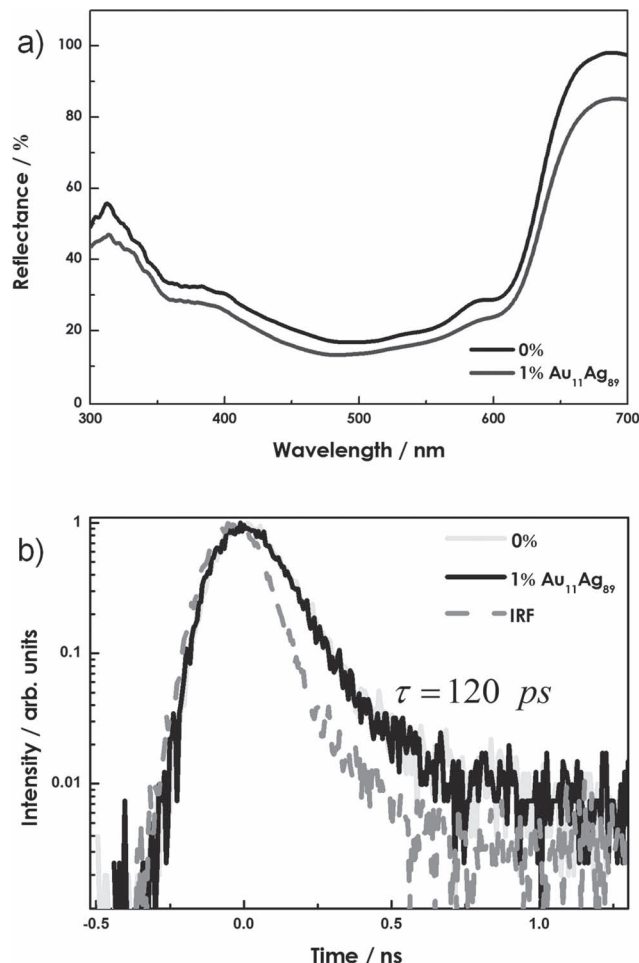 a)
Reflectance / %
100
80
60
40
20
0
0%
1% Au₁₁Ag₈₉
300 400 500 600 700
Wavelength / nm
b)
Intensity / arb. units
1
0.1
0.01
0%
1% Au₁₁Ag₈₉
IRF
τ = 120 ps
-0.5 0.0 0.5 1.0
Time / ns